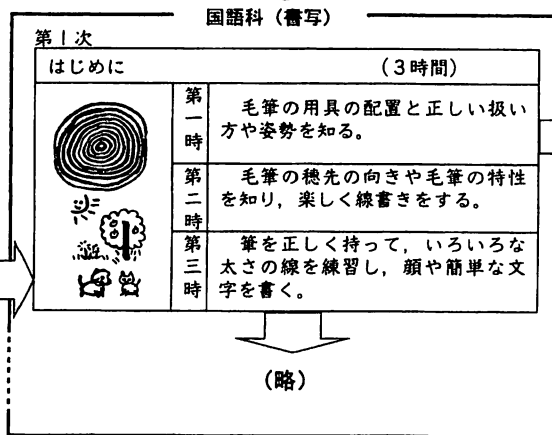 国語科（書写）
第１次
はじめに　（３時間）
第一時
毛筆の用具の配置と正しい扱い
方や姿勢を知る。
第二時
毛筆の穂先の向きや毛筆の特性
を知り，楽しく線書きをする。
第三時
筆を正しく持って，いろいろな
太さの線を練習し，顔や簡単な文
字を書く。
（略）